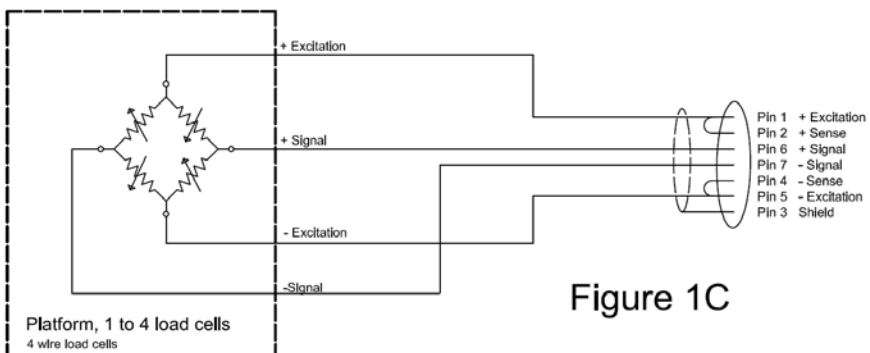 + Excitation
+ Signal
- Excitation
-Signal
Platform, 1 to 4 load cells
4 wire load cells
Pin 1 + Excitation
Pin 2 + Sense
Pin 6 + Signal
Pin 7 - Signal
Pin 4 - Sense
Pin 5 - Excitation
Pin 3 Shield
Figure 1C